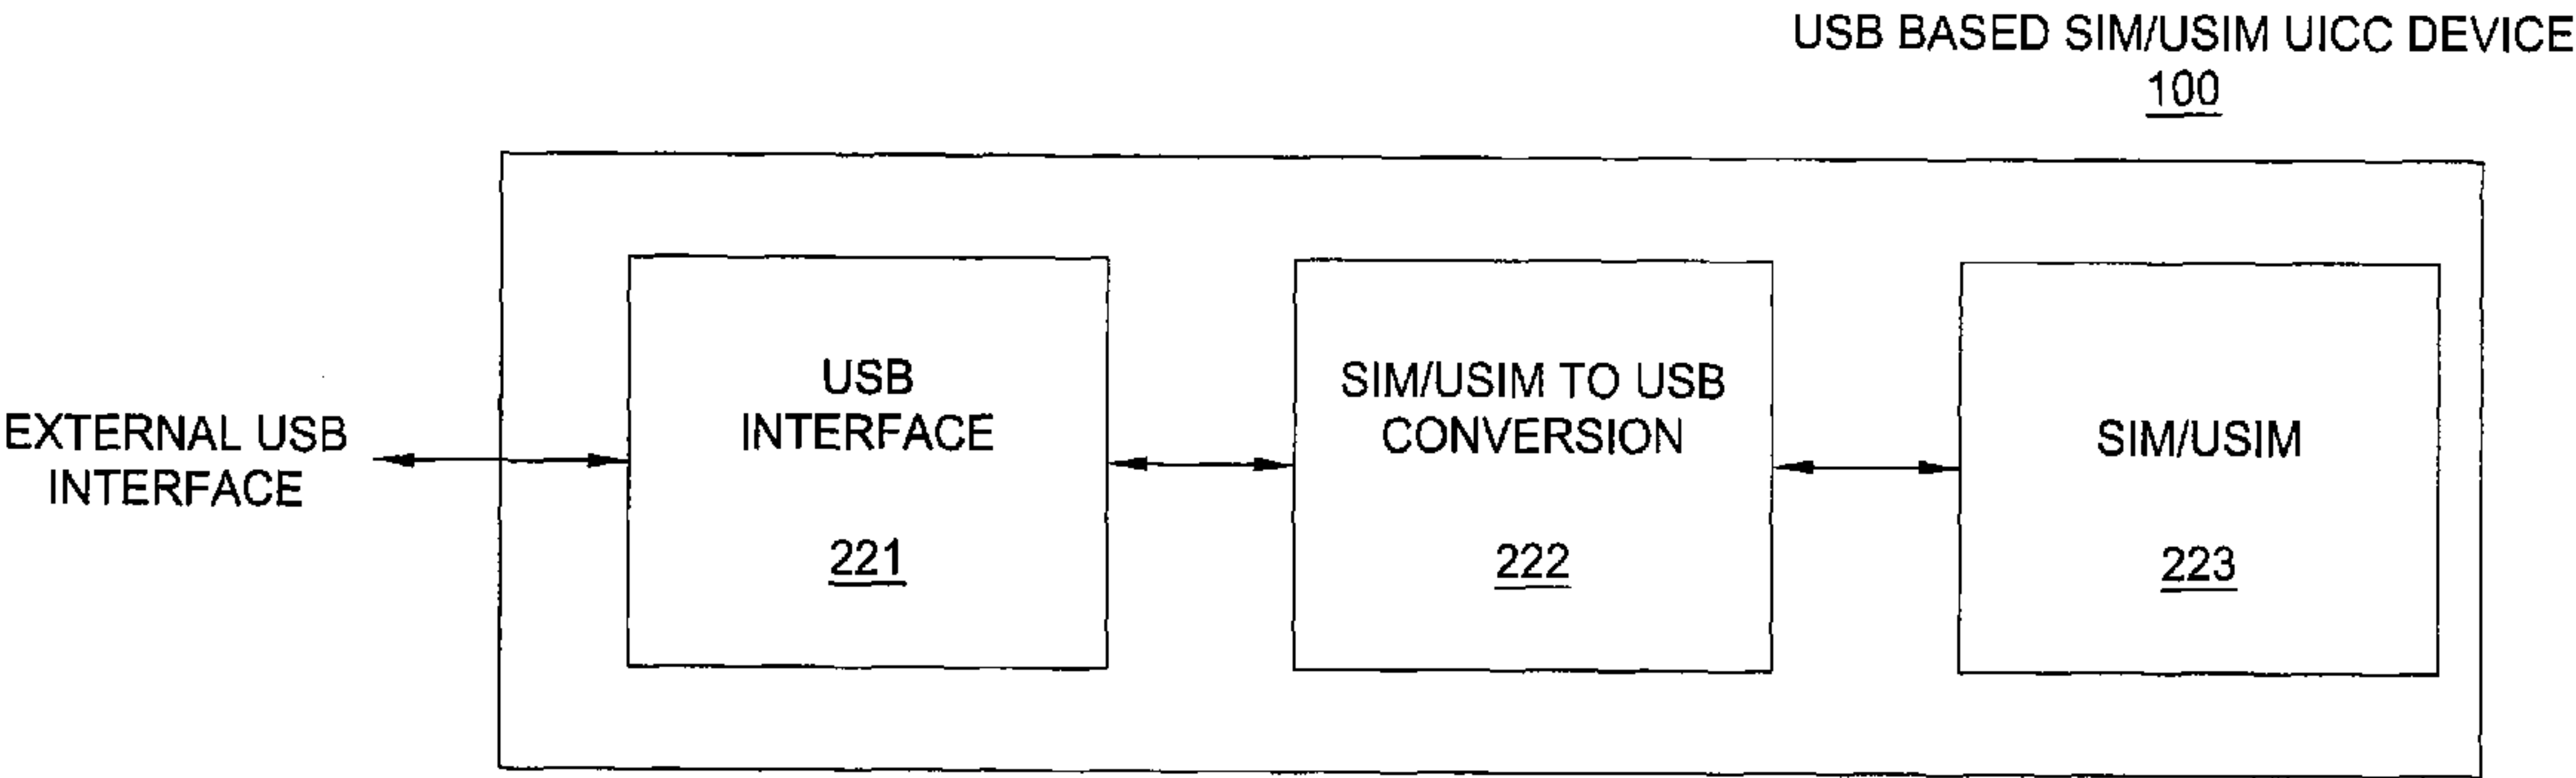 USB BASED SIM/USIM UICC DEVICE
100
EXTERNAL USB
INTERFACE
USB
INTERFACE
221
SIM/USIM TO USB
CONVERSION
222
SIM/USIM
223